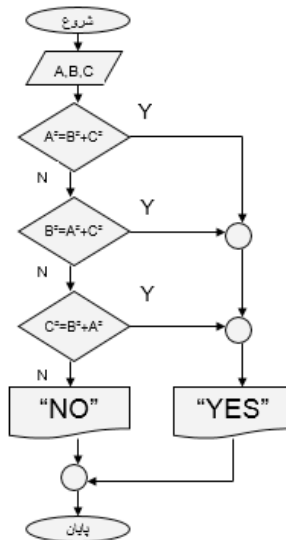 شروع
A,B,C
Y
A²=B²+C²
N
Y
B²=A²+C²
N
Y
C²=B²+A²
N
“NO”
“YES”
پایان